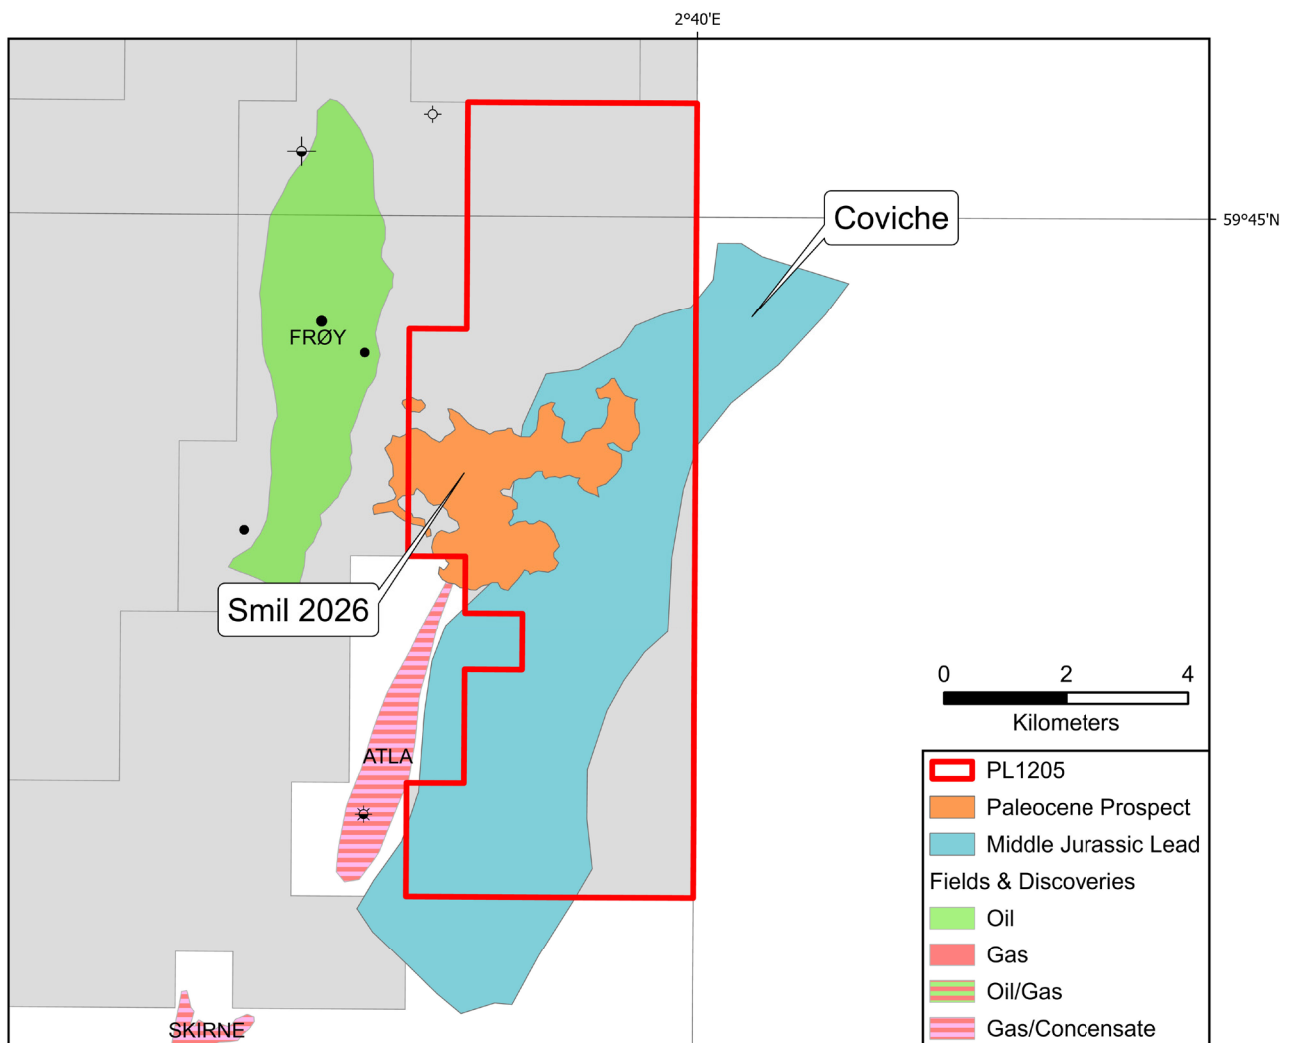 2°40'E
Coviche
59°45'N
FRØY
Smil 2026
0 2 4
Kilometers
ATLA
PL1205
Paleocene Prospect
Middle Jurassic Lead
Fields & Discoveries
Oil
Gas
Oil/Gas
Gas/Concensate
SKIRNE